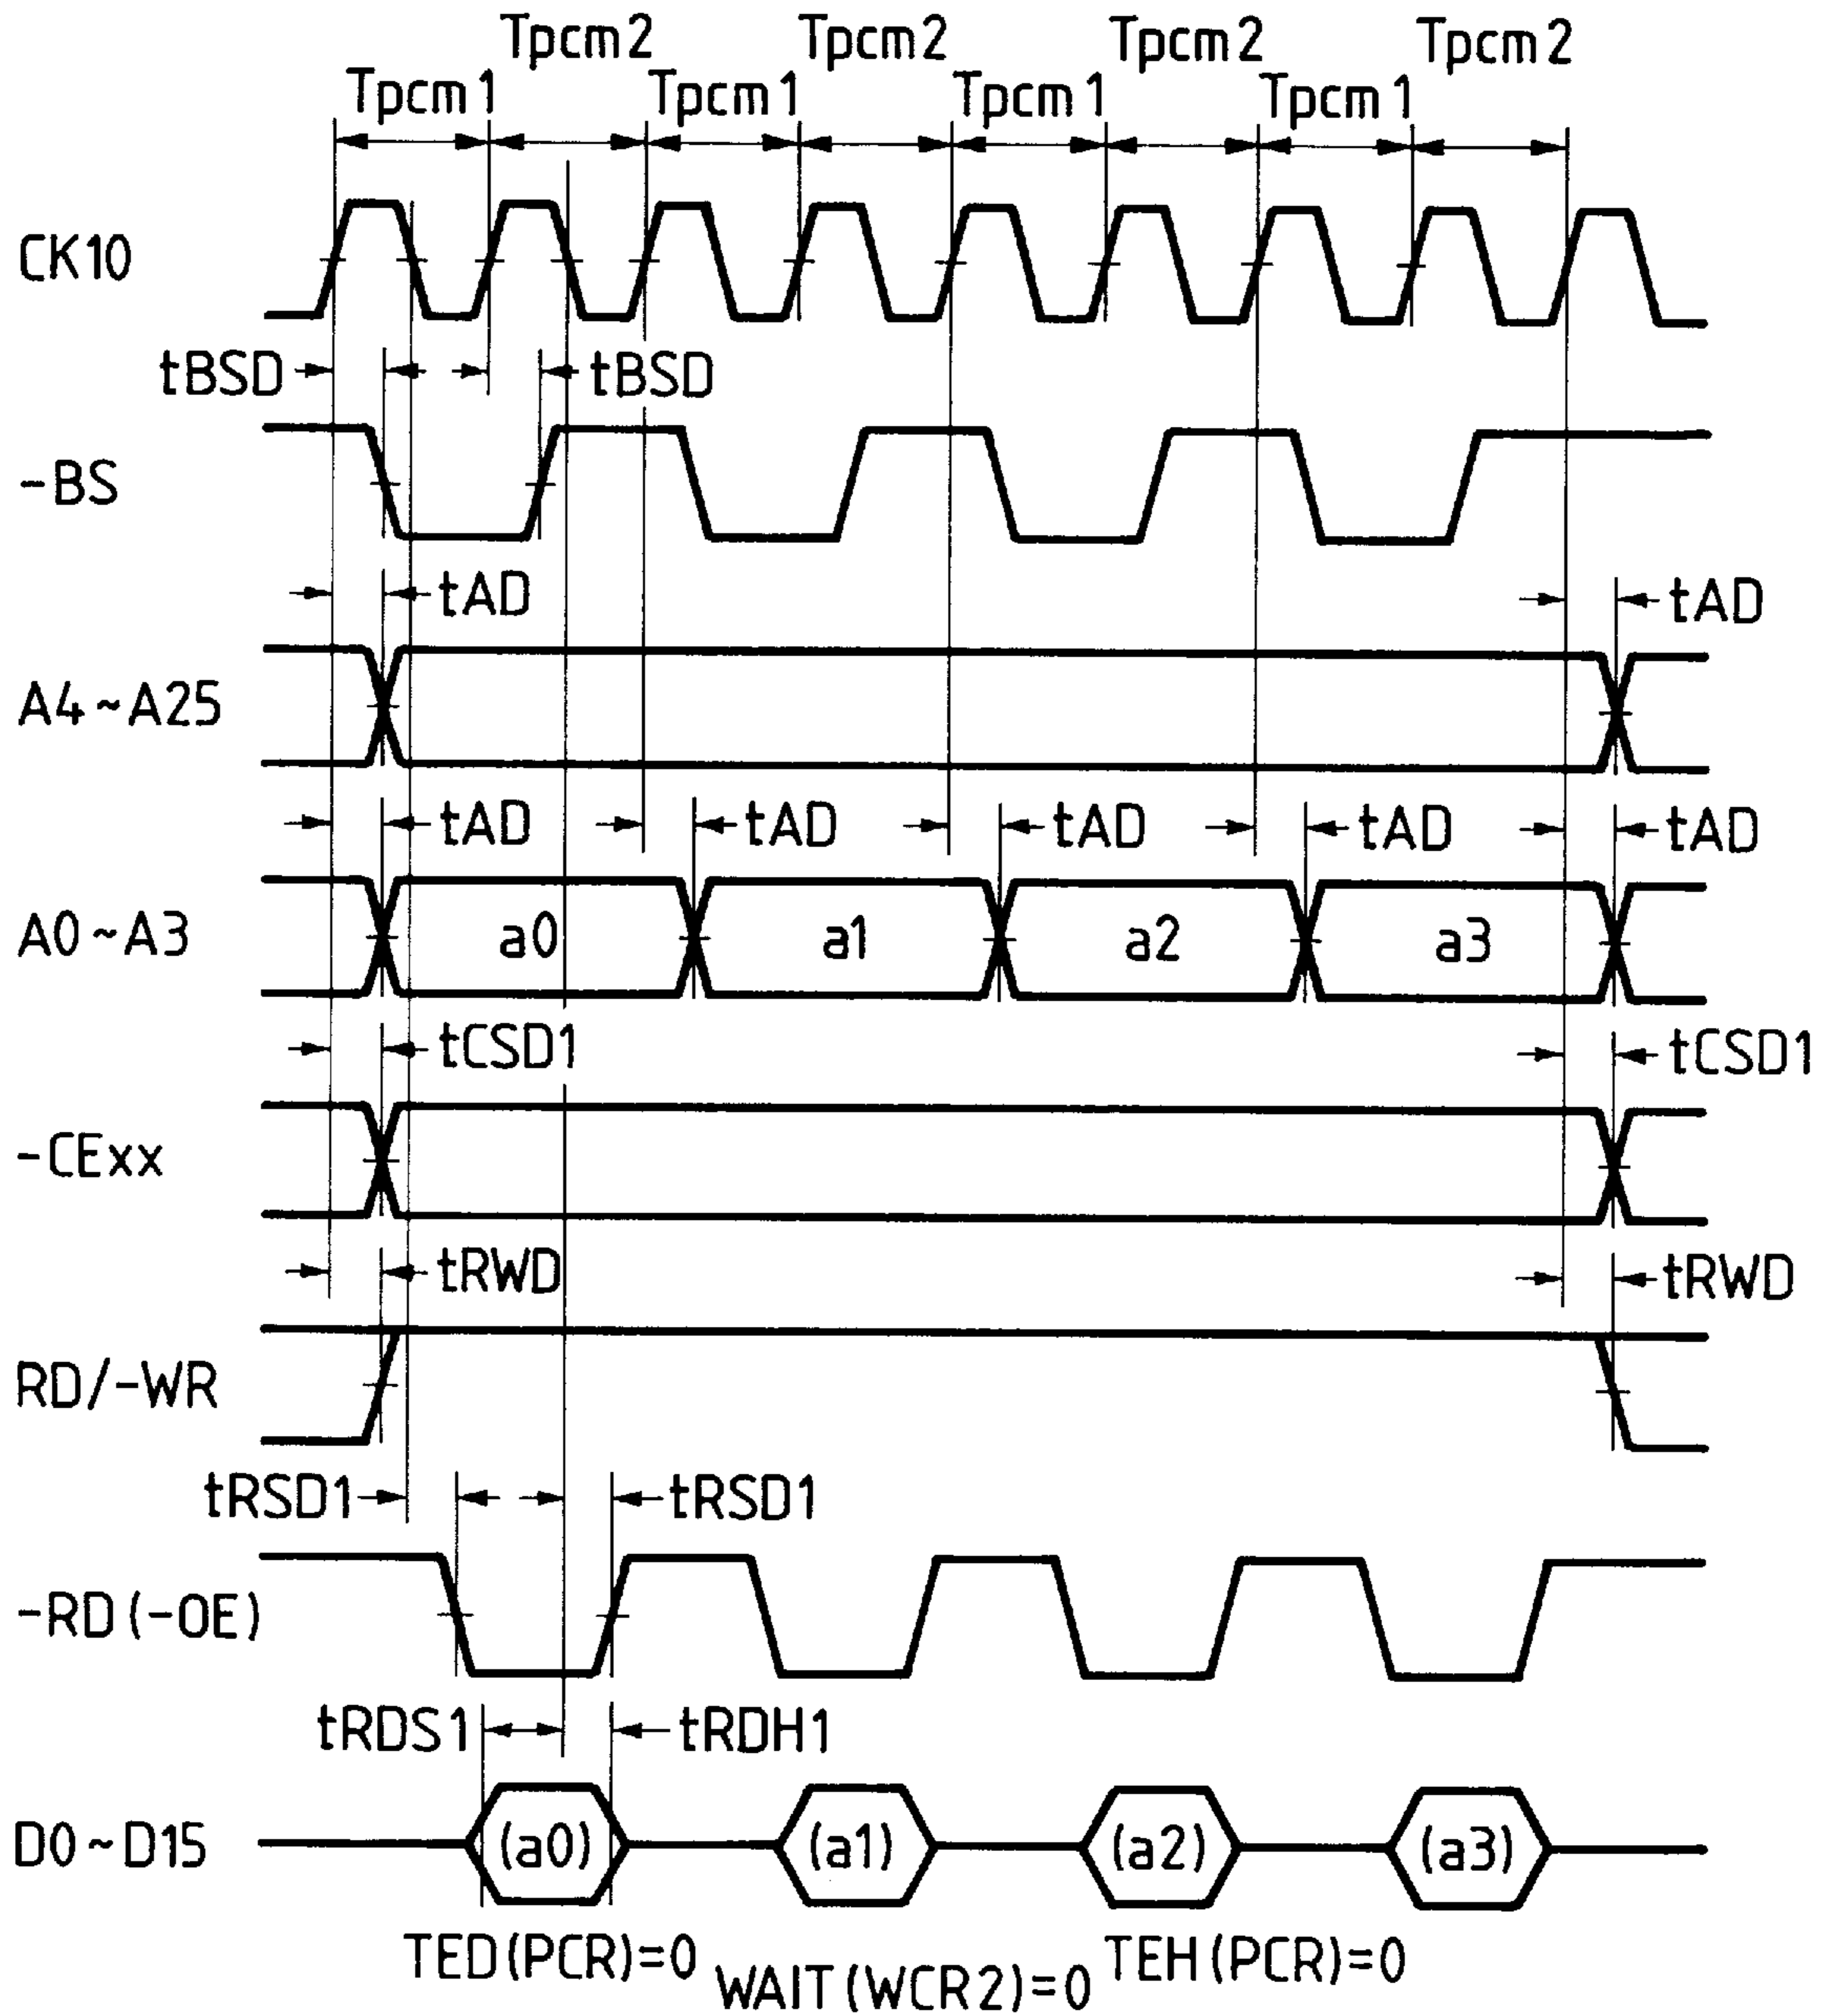 Tpcm2 Tpcm2 Tpcm2 Tpcm2
Tpcm1 Tpcm1 Tpcm1 Tpcm1
CK10
tBSD tBSD
-BS
tAD tAD
A4~A25
tAD tAD tAD tAD tAD
A0~A3 a0 a1 a2 a3
tCSD1 tCSD1
-CExx
tRWD tRWD
RD/-WR
tRSD1 tRSD1
-RD(-OE)
tRDS1 tRDH1
D0~D15 (a0) (a1) (a2) (a3)
TED(PCR)=0 WAIT(WCR2)=0 TEH(PCR)=0